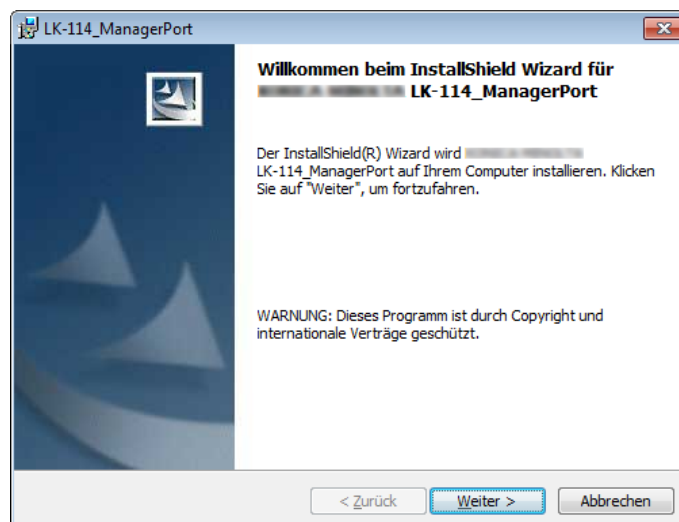 LK-114_ManagerPort
Willkommen beim InstallShield Wizard für
LK-114_ManagerPort
Der InstallShield(R) Wizard wird
LK-114_ManagerPort auf Ihrem Computer installieren. Klicken
Sie auf "Weiter", um fortzufahren.
WARNUNG: Dieses Programm ist durch Copyright und
internationale Verträge geschützt.
< Zurück
Weiter >
Abbrechen